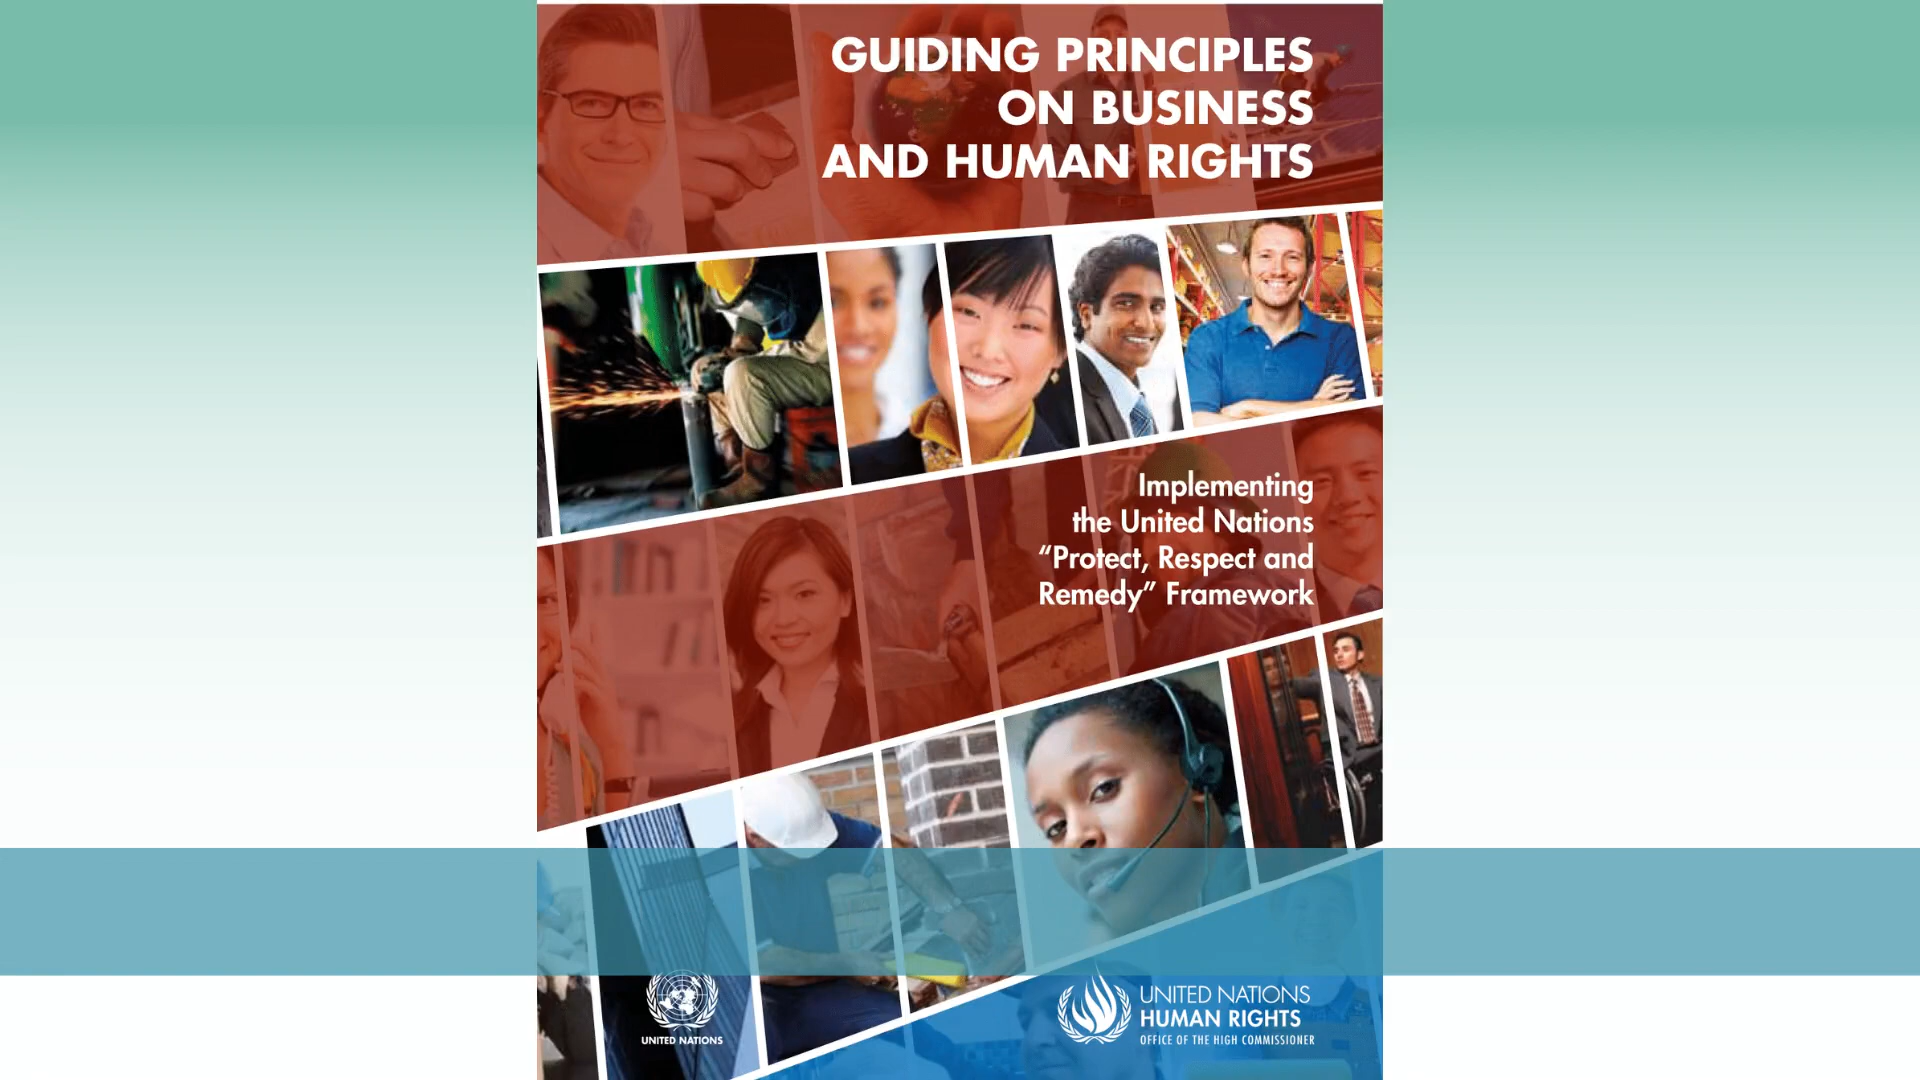 GUIDING PRINCIPLES
ON BUSINESS
AND HUMAN RIGHTS
Implementing
the United Nations
“Protect, Respect and
Remedy” Framework
UNITED NATIONS
UNITED NATIONS
HUMAN RIGHTS
OFFICE OF THE HIGH COMMISSIONER